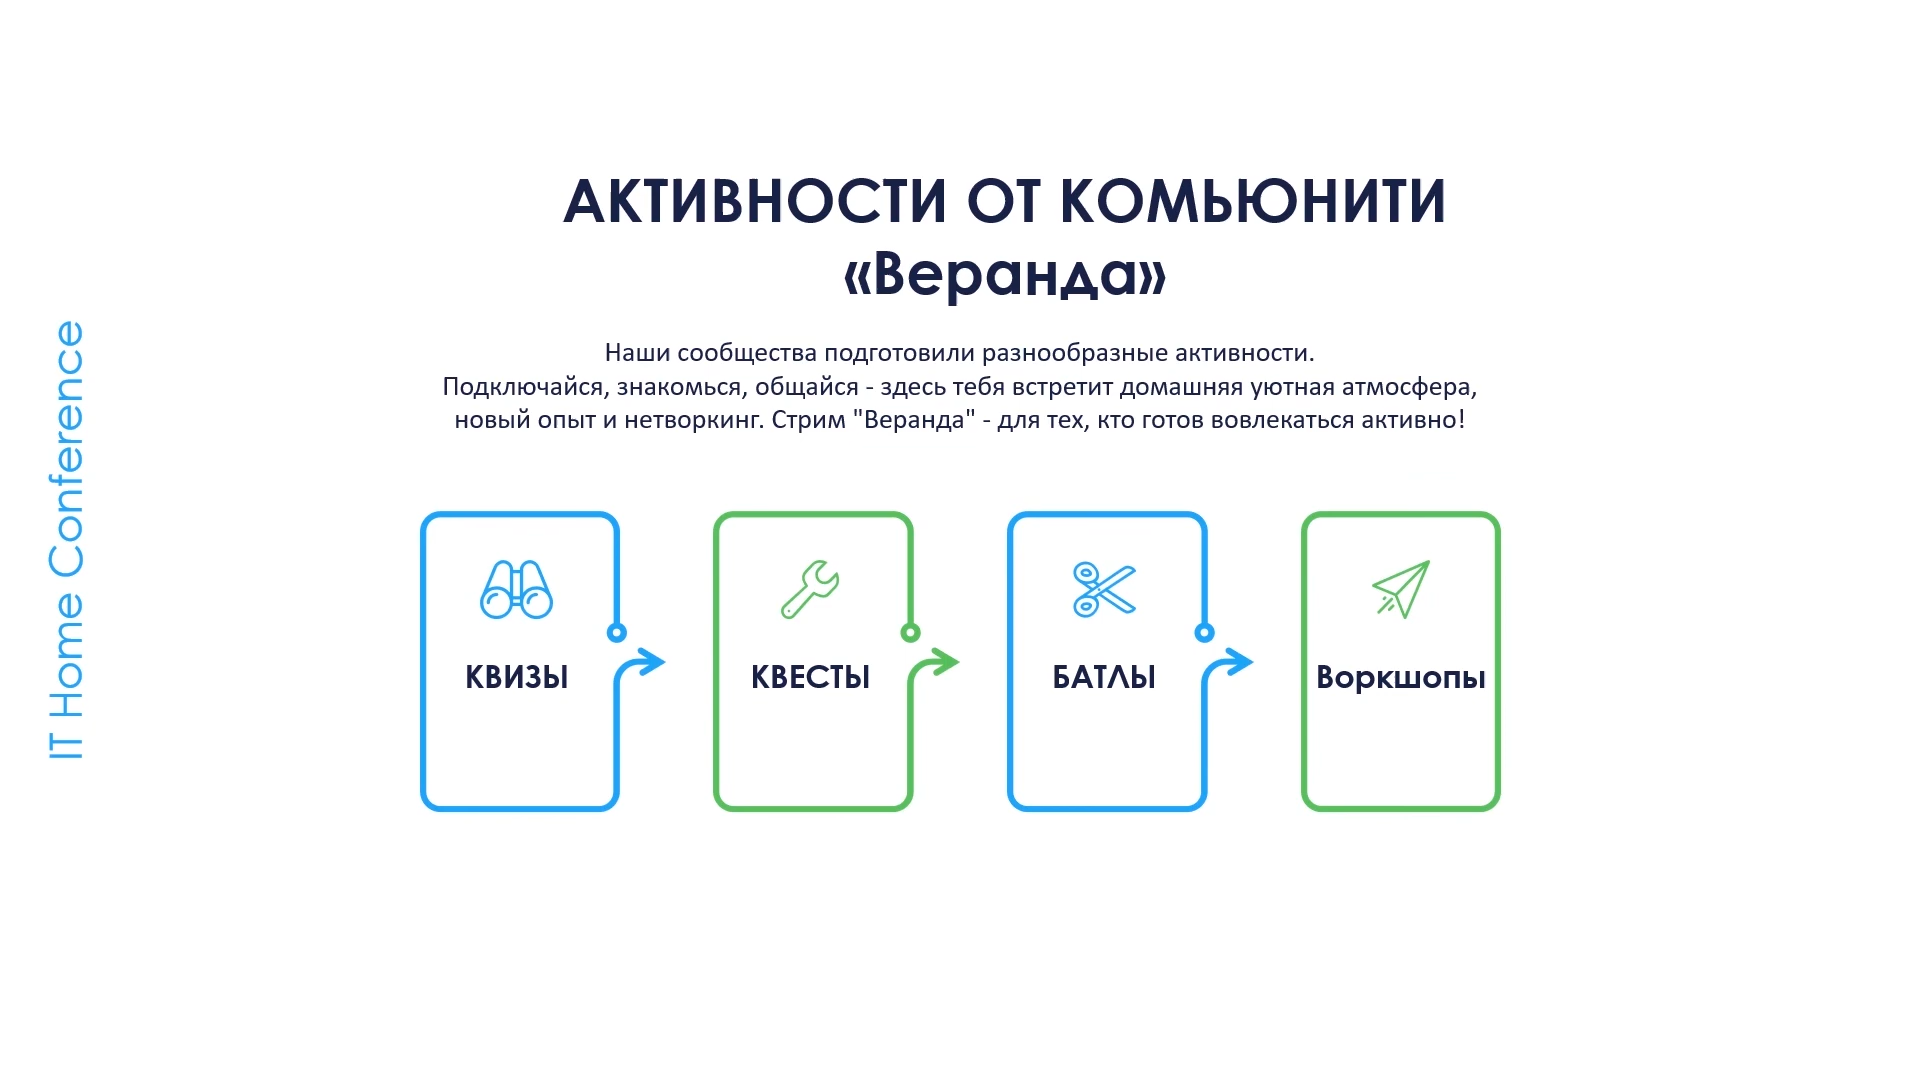 АКТИВНОСТИ ОТ КОМЬЮНИТИ
«Веранда»
Наши сообщества подготовили разнообразные активности.
Подключайся, знакомься, общайся - здесь тебя встретит домашняя уютная атмосфера,
новый опыт и нетворкинг. Стрим "Веранда" - для тех, кто готов вовлекаться активно!
IT Home Conference
КВИЗЫ
КВЕСТЫ
БАТЛЫ
Воркшопы